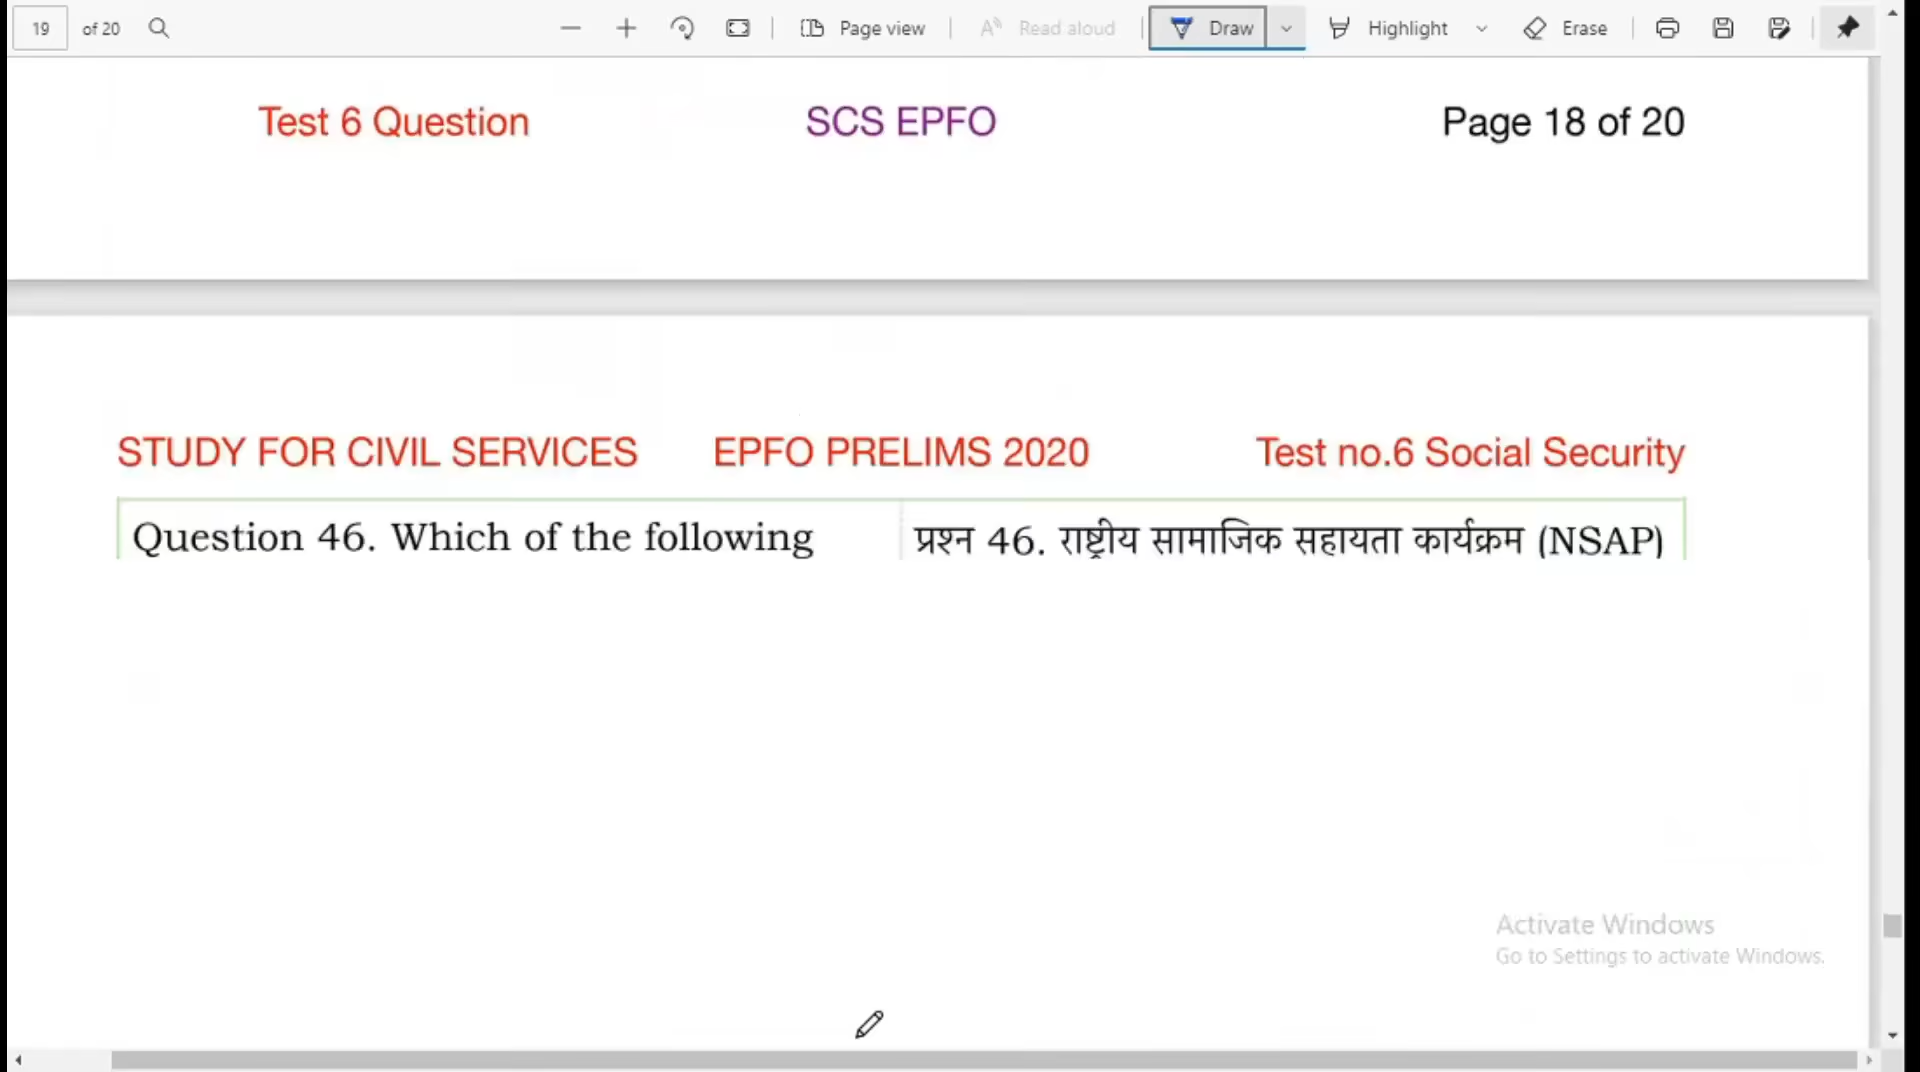 19 of 20 Page view Read aloud Draw Highlight Erase
Test 6 Question SCS EPFO Page 18 of 20
STUDY FOR CIVIL SERVICES EPFO PRELIMS 2020 Test no.6 Social Security
Question 46. Which of the following
प्रश्न 46. राष्ट्रीय सामाजिक सहायता कार्यक्रम (NSAP)
Activate Windows
Go to Settings to activate Windows.